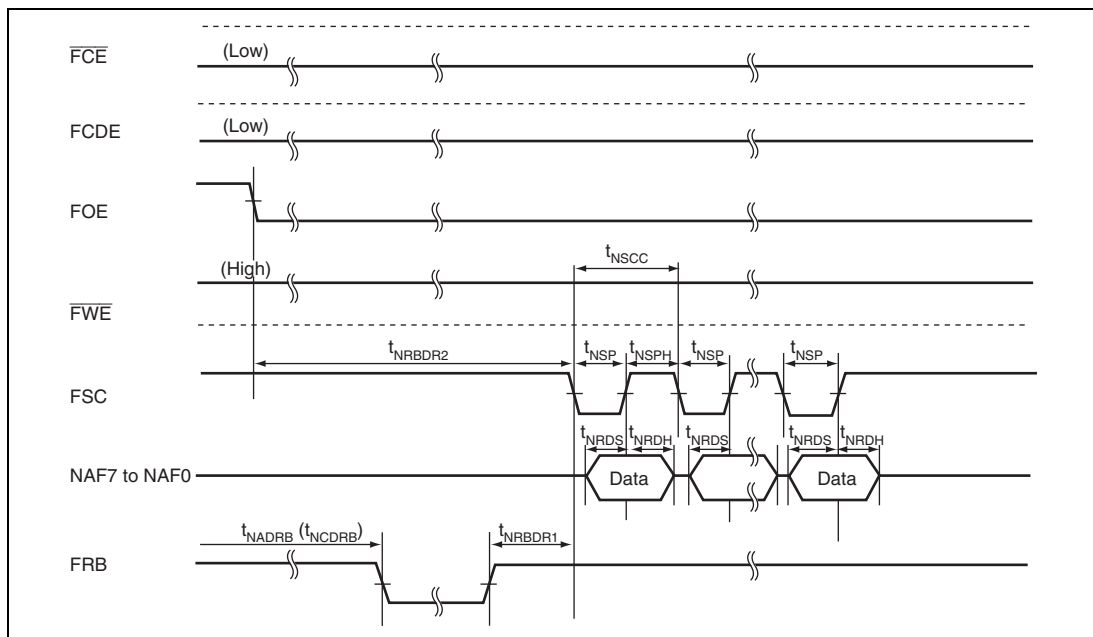 FCE
(Low)
FCDE
(Low)
FOE
(High)
tNSCC
FWE
tNRBDR2
tNSP
tNSPH
tNSP
tNSP
FSC
tNRDS
tNRDH
tNRDS
tNRDS
tNRDH
NAF7 to NAF0
Data
Data
tNADRB (tNCDRB)
tNRBDR1
FRB